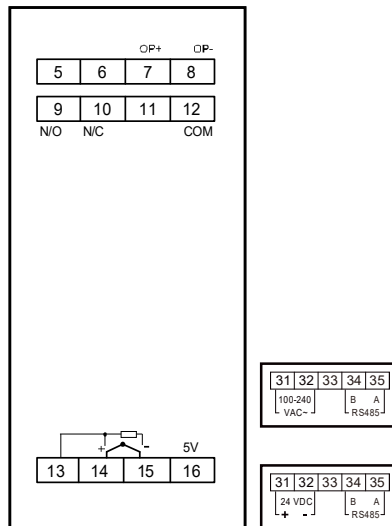 OP+ OP-
5 6 7 8
9 10 11 12
N/O N/C COM
31 32 33 34 35
100-240 B A
VAC~ RS485
+ - 5V
13 14 15 16
31 32 33 34 35
24 VDC B A
+ - RS485